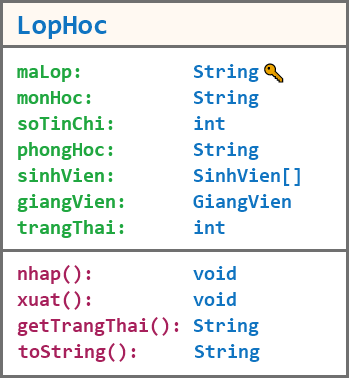 LopHoc
maLop: String
monHoc: String
soTinChi: int
phongHoc: String
sinhVien: SinhVien[]
giangVien: GiangVien
trangThai: int
nhap(): void
xuat(): void
getTrangThai(): String
toString(): String